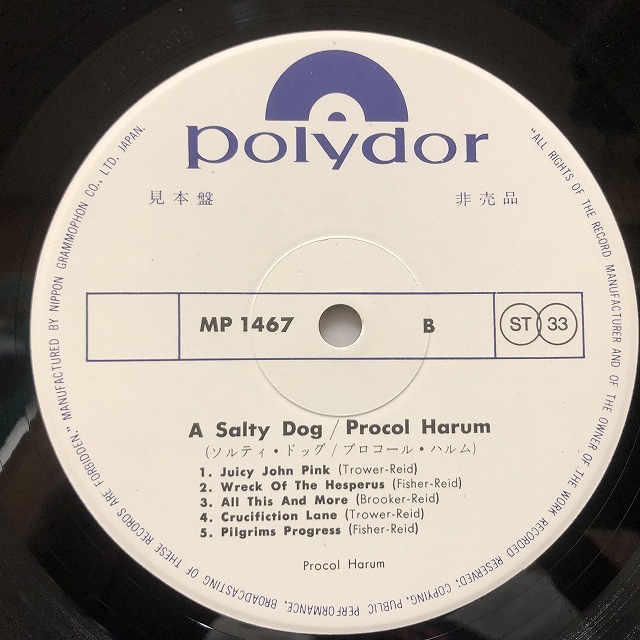 polydor
見本盤 非売品
MP 1467 B ST 33
A Salty Dog / Procol Harum
(ソルティ・ドッグ / プロコール・ハルム)
1. Juicy John Pink (Trower-Reid)
2. Wreck Of The Hesperus (Fisher-Reid)
3. All This And More (Brooker-Reid)
4. Crucifiction Lane (Trower-Reid)
5. Pilgrims Progress (Fisher-Reid)
Procol Harum
"ALL RIGHTS OF THE RECORD MANUFACTURER AND OF THE OWNER OF THE WORK RECORDED RESERVED; COPYING, PUBLIC PERFORMANCE, BROADCASTING OF THESE RECORDS ARE FORBIDDEN." MANUFACTURED BY NIPPON GRAMMOPHON CO., LTD. JAPAN.